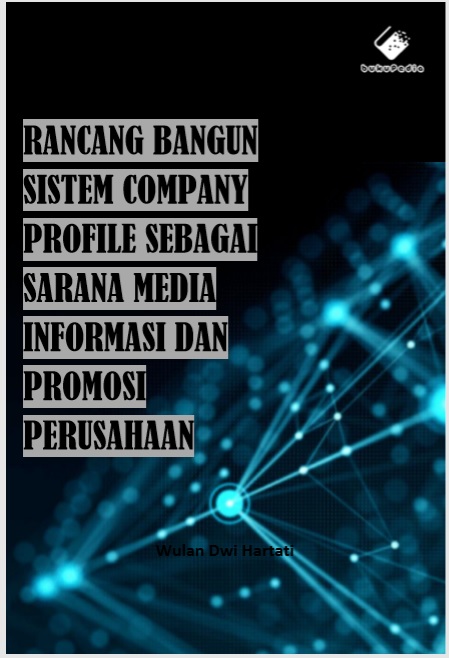 bukuPedia
RANCANG BANGUN
SISTEM COMPANY
PROFILE SEBAGAI
SARANA MEDIA
INFORMASI DAN
PROMOSI
PERUSAHAAN
Wulan Dwi Hartati